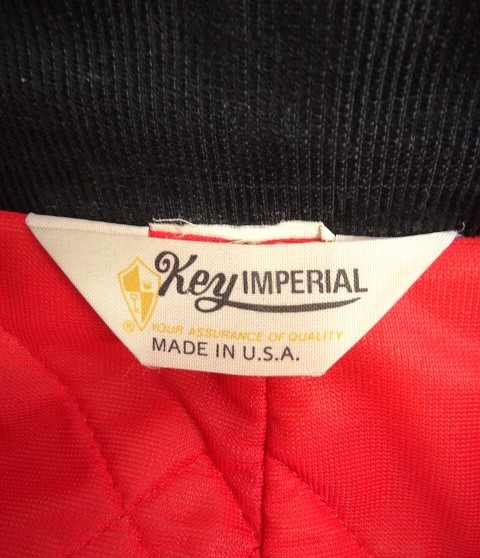 Key IMPERIAL
® YOUR ASSURANCE OF QUALITY
MADE IN U.S.A.